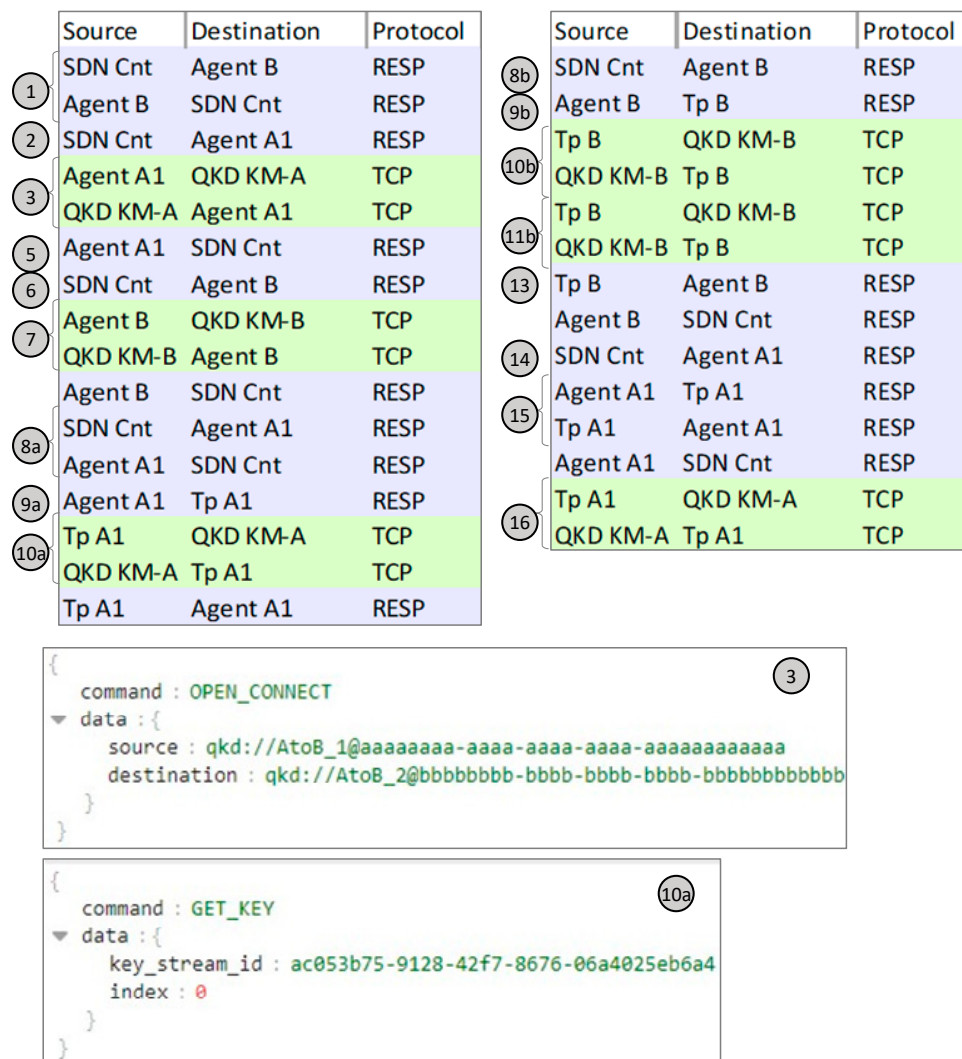 Source Destination Protocol
1 SDN Cnt Agent B RESP
Agent B SDN Cnt RESP
2 SDN Cnt Agent A1 RESP
3 Agent A1 QKD KM-A TCP
QKD KM-A Agent A1 TCP
5 Agent A1 SDN Cnt RESP
6 SDN Cnt Agent B RESP
7 Agent B QKD KM-B TCP
QKD KM-B Agent B TCP
Agent B SDN Cnt RESP
8a SDN Cnt Agent A1 RESP
Agent A1 SDN Cnt RESP
9a Agent A1 Tp A1 RESP
10a Tp A1 QKD KM-A TCP
QKD KM-A Tp A1 TCP
Tp A1 Agent A1 RESP
Source Destination Protocol
8b SDN Cnt Agent B RESP
9b Agent B Tp B RESP
10b Tp B QKD KM-B TCP
QKD KM-B Tp B TCP
11b Tp B QKD KM-B TCP
QKD KM-B Tp B TCP
13 Tp B Agent B RESP
Agent B SDN Cnt RESP
14 SDN Cnt Agent A1 RESP
15 Agent A1 Tp A1 RESP
Tp A1 Agent A1 RESP
Agent A1 SDN Cnt RESP
16 Tp A1 QKD KM-A TCP
QKD KM-A Tp A1 TCP
{
3
command : OPEN_CONNECT
data : {
source : qkd://AtoB_1@aaaaaaaa-aaaa-aaaa-aaaa-aaaaaaaaaaaa
destination : qkd://AtoB_2@bbbbbbbb-bbbb-bbbb-bbbb-bbbbbbbbbbbb
}
}
{
10a
command : GET_KEY
data : {
key_stream_id : ac053b75-9128-42f7-8676-06a4025eb6a4
index : 0
}
}